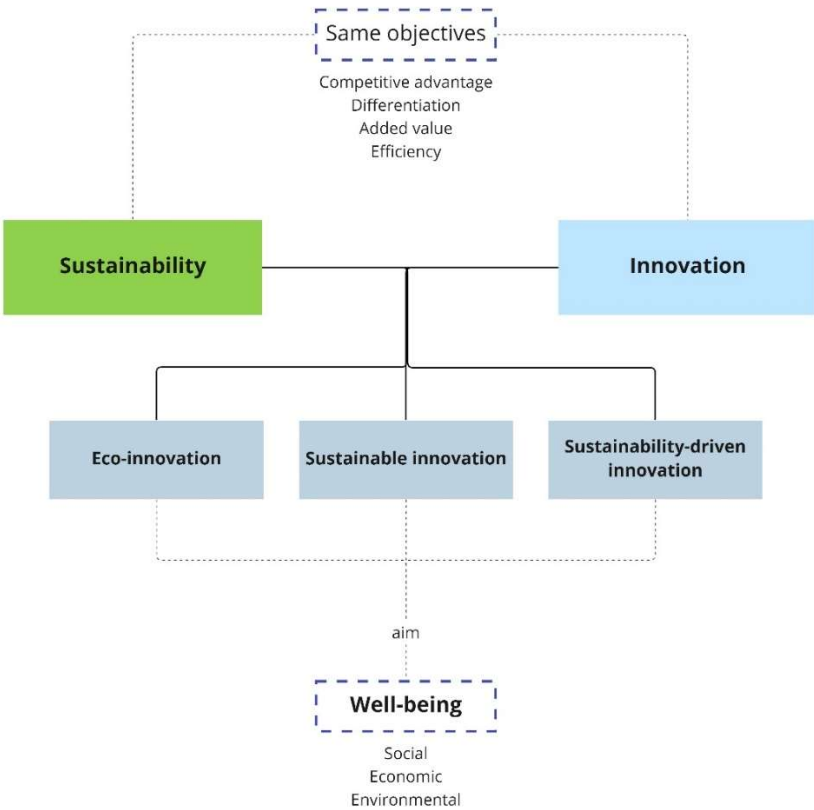 Same objectives
Competitive advantage
Differentiation
Added value
Efficiency
Sustainability
Innovation
Eco-innovation
Sustainable innovation
Sustainability-driven
innovation
aim
Well-being
Social
Economic
Environmental